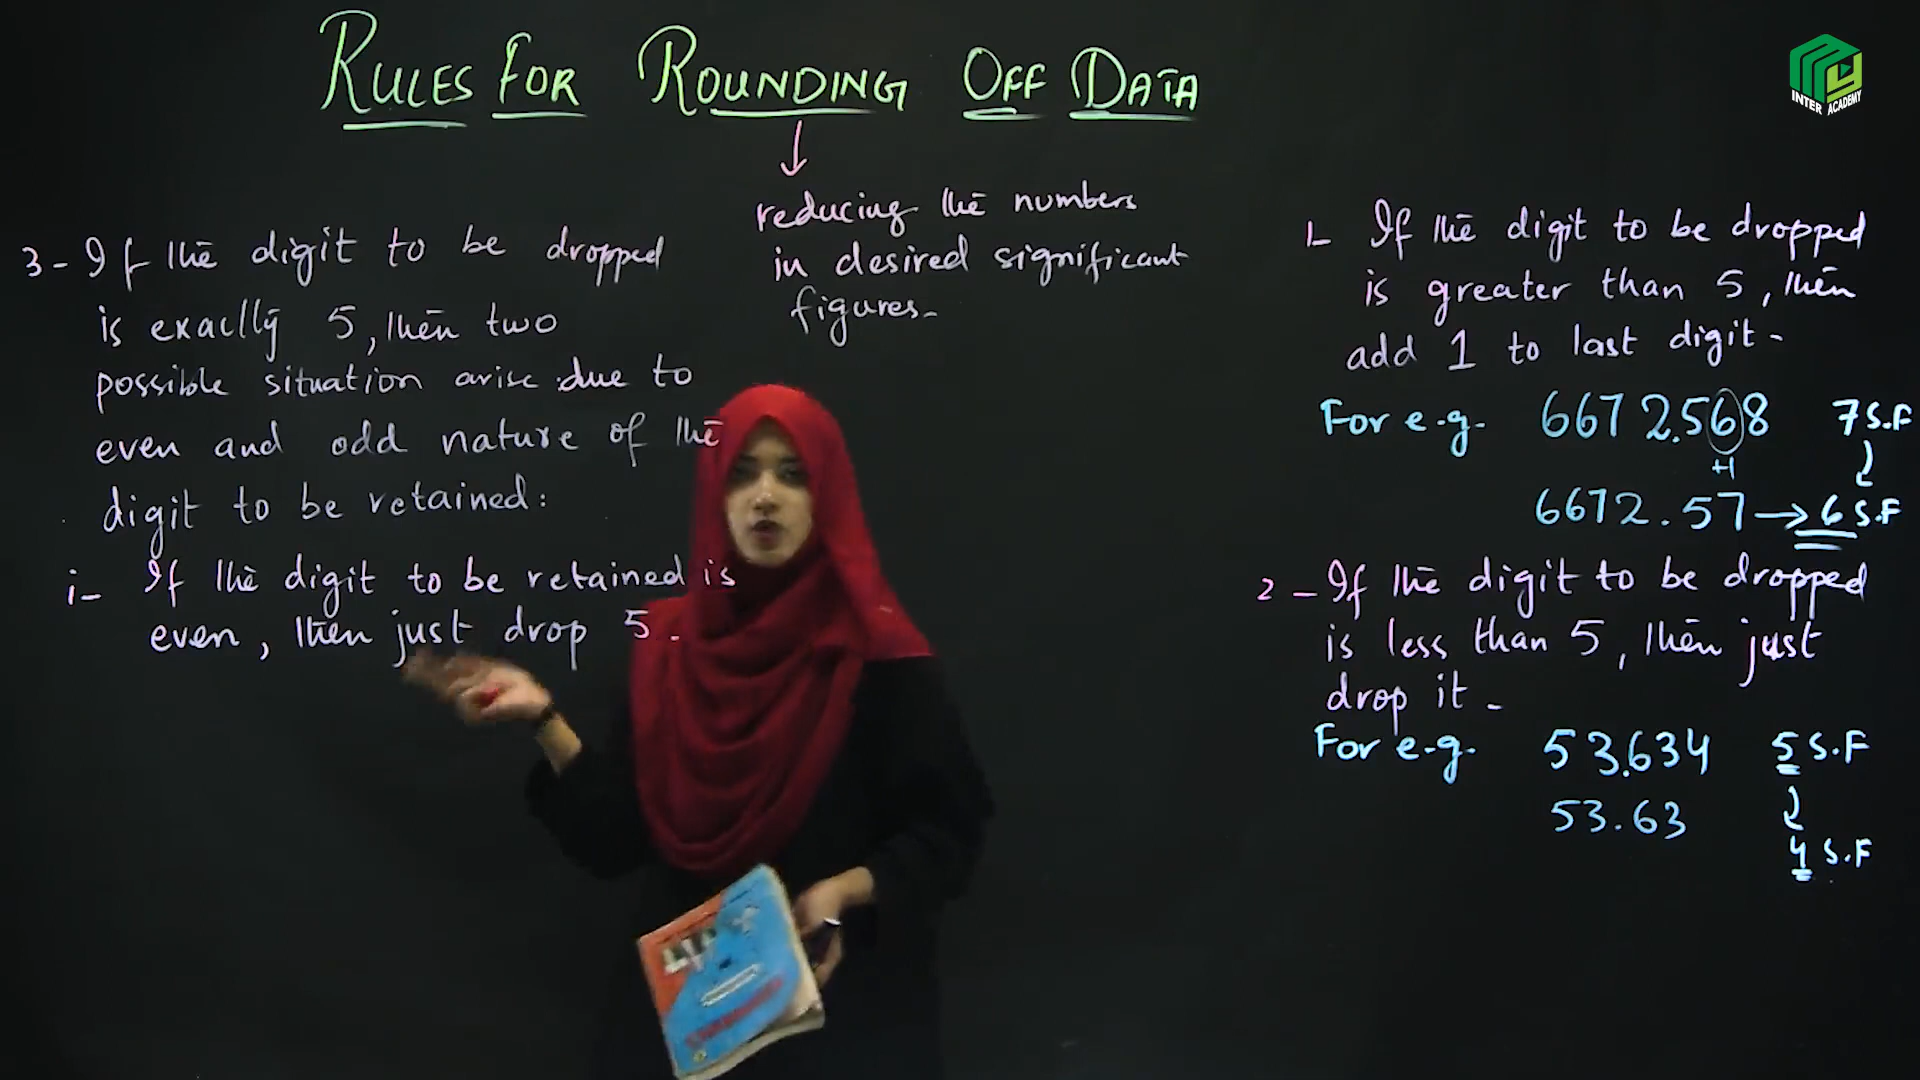 RULES FOR ROUNDING OFF DATA
INTER ACADEMY
reducing the numbers
in desired significant
figures-
1- If the digit to be dropped
is greater than 5, then
add 1 to last digit-
For e.g. 6672.568 7 S.F
+1
6672.57 → 6 S.F
2- If the digit to be dropped
is less than 5, then just
drop it-
For e.g. 53.634 5 S.F
53.63
4 S.F
3- If the digit to be dropped
is exactly 5, then two
possible situation arise due to
even and odd nature of the
digit to be retained:
i- If the digit to be retained is
even, then just drop 5.